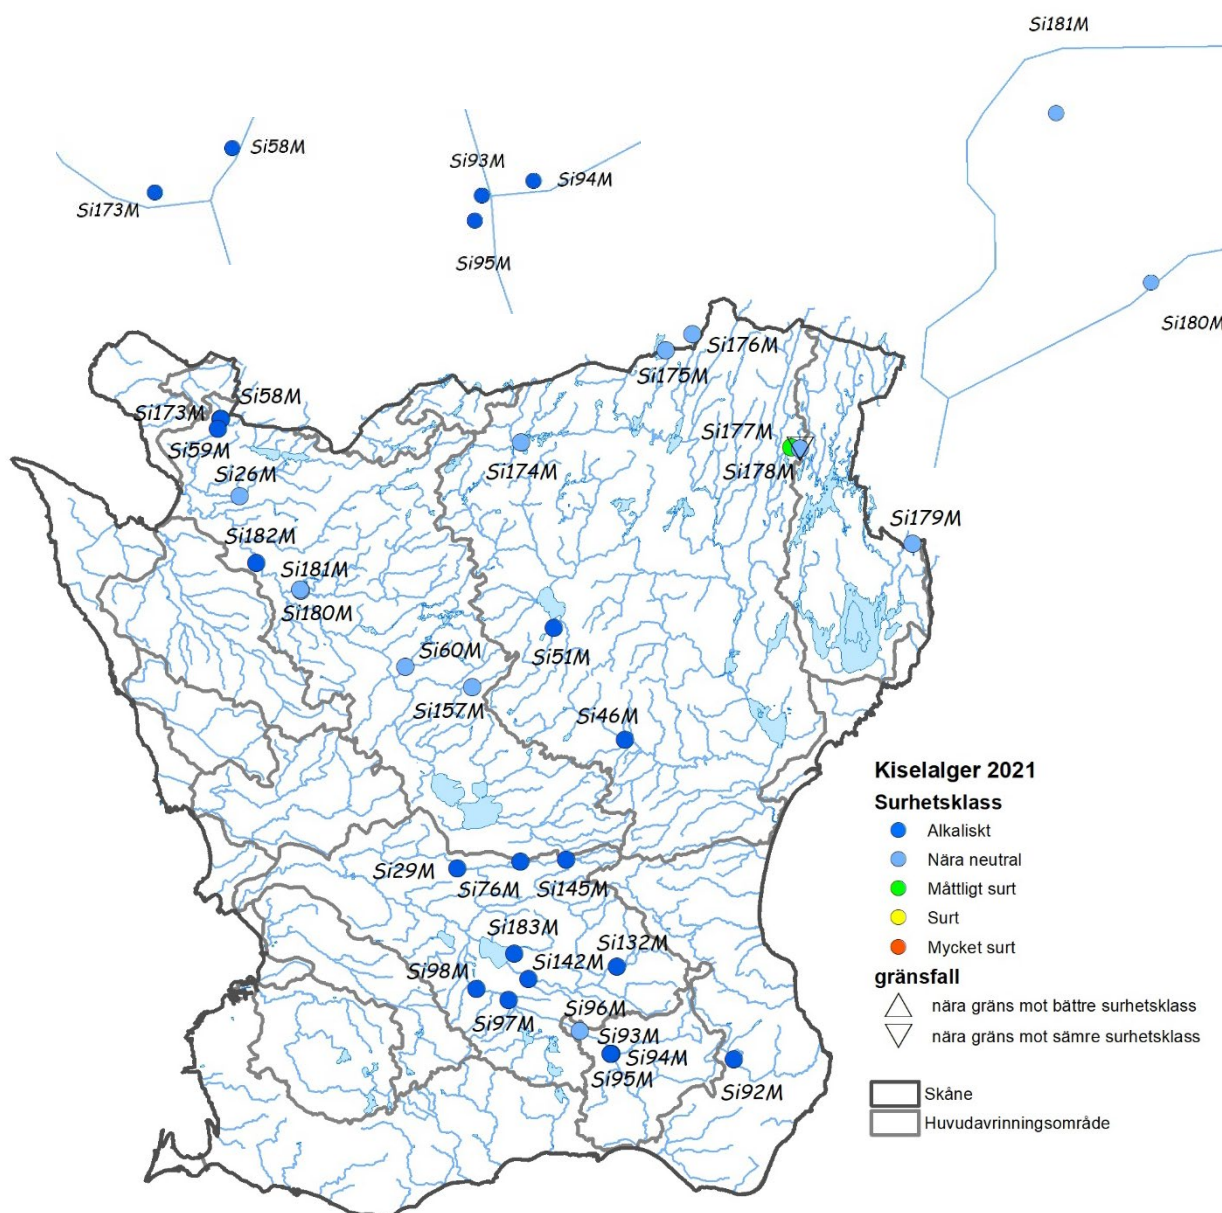 Si181M
Si58M
Si173M
Si93M
Si94M
Si95M
Si180M
Si176M
Si175M
Si58M
Si173M
Si59M
Si177M
Si174M
Si178M
Si26M
Si179M
Si182M
Si181M
Si180M
Si60M
Si51M
Si157M
Si46M
Kiselalger 2021
Surhetsklass
Alkaliskt
Nära neutral
Måttligt surt
Surt
Mycket surt
gränsfall
nära gräns mot bättre surhetsklass
nära gräns mot sämre surhetsklass
Skåne
Huvudavrinningsområde
Si29M
Si76M
Si145M
Si183M
Si132M
Si98M
Si142M
Si97M
Si96M
Si93M
Si94M
Si95M
Si92M